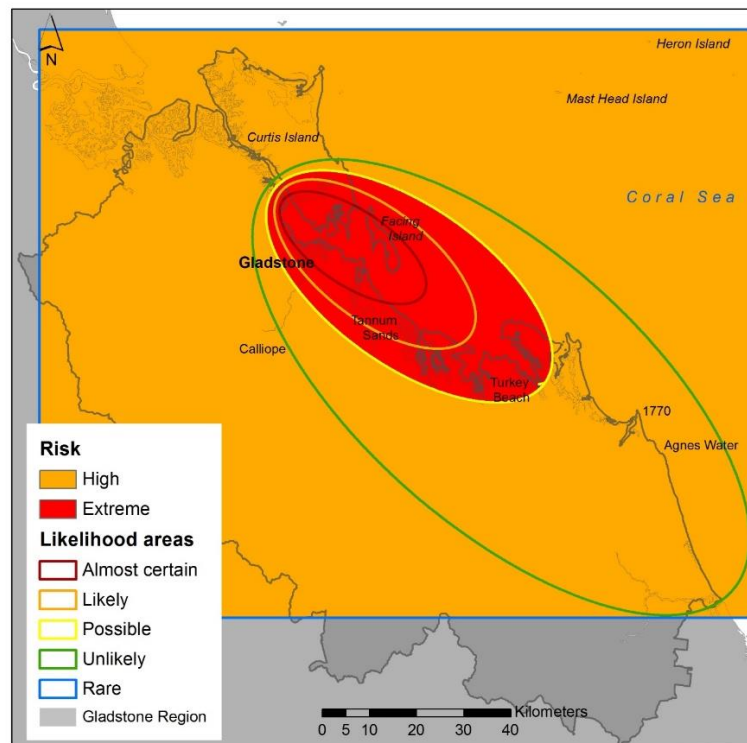 N
Heron Island
Mast Head Island
Curtis Island
Coral Sea
Facing
Island
Gladstone
Tannum
Sands
Calliope
Turkey
Beach
1770
Agnes Water
Risk
High
Extreme
Likelihood areas
Almost certain
Likely
Possible
Unlikely
Rare
Gladstone Region
Kilometers
0 5 10 20 30 40